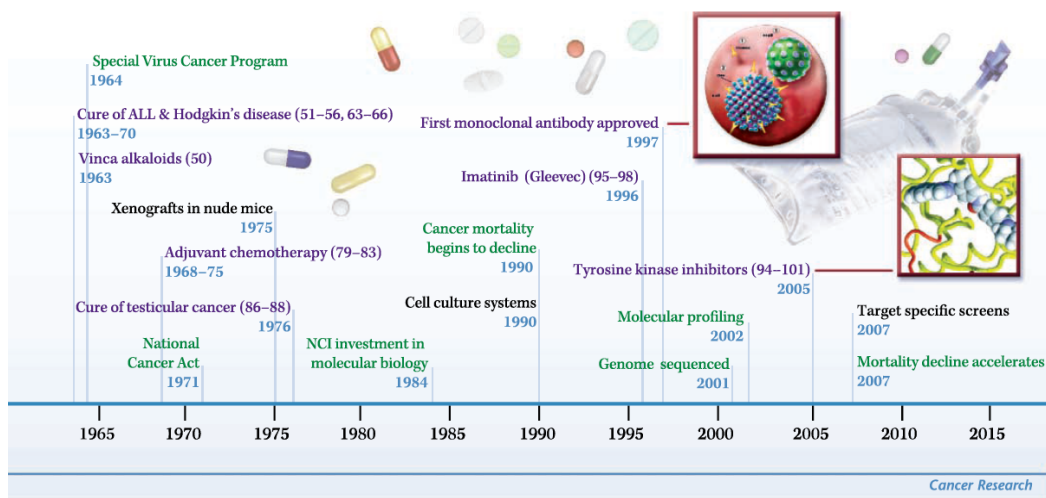 Special Virus Cancer Program
1964
Cure of ALL & Hodgkin's disease (51–56, 63–66)
1963–70
Vinca alkaloids (50)
1963
Xenografts in nude mice
1975
Adjuvant chemotherapy (79–83)
1968–75
Cure of testicular cancer (86–88)
1976
National
Cancer Act
1971
NCI investment in
molecular biology
1984
First monoclonal antibody approved
1997
Imatinib (Gleevec) (95–98)
1996
Cancer mortality
begins to decline
1990
Tyrosine kinase inhibitors (94–101)
2005
Cell culture systems
1990
Molecular profiling
2002
Genome sequenced
2001
Target specific screens
2007
Mortality decline accelerates
2007
1965 1970 1975 1980 1985 1990 1995 2000 2005 2010 2015
Cancer Research